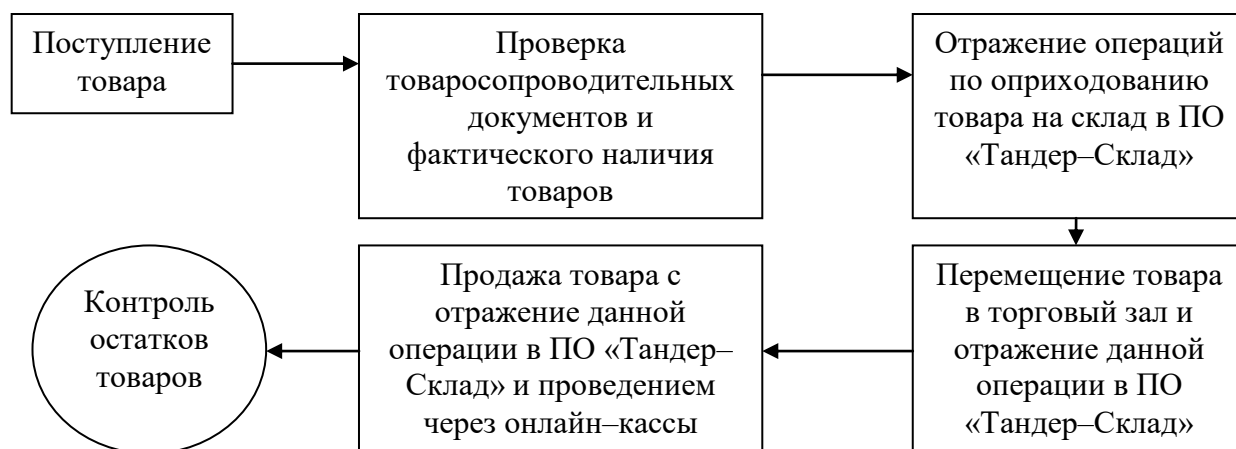 Поступление
товара
Проверка
товаросопроводительных
документов и
фактического наличия
товаров
Отражение операций
по оприходованию
товара на склад в ПО
«Тандер–Склад»
Перемещение товара
в торговый зал и
отражение данной
операции в ПО
«Тандер–Склад»
Продажа товара с
отражение данной
операции в ПО «Тандер–
Склад» и проведением
через онлайн–кассы
Контроль
остатков
товаров